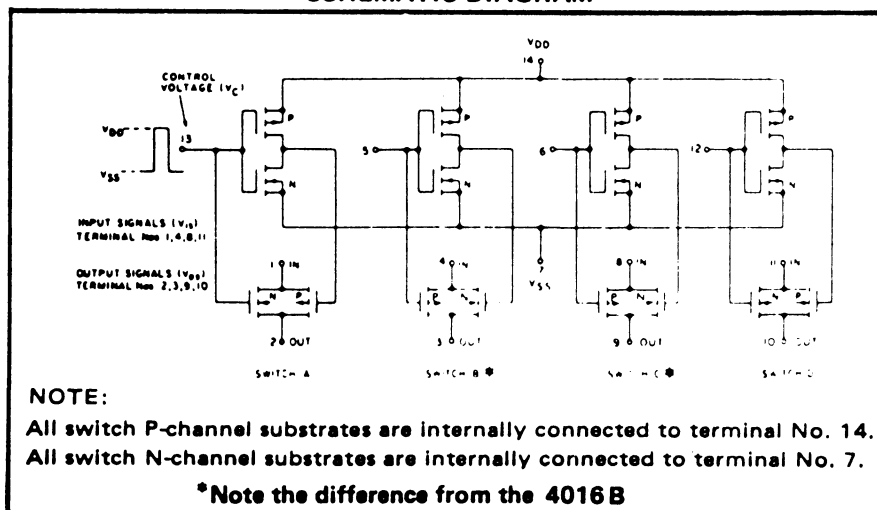 SCHEMATIC DIAGRAM
VDD
14
CONTROL
VOLTAGE (VC)
VDD
VSS
13
5
6
12
P
P
P
P
N
N
N
N
INPUT SIGNALS (Vis)
TERMINAL Nos 1,4,8,11
OUTPUT SIGNALS (Vos)
TERMINAL Nos 2,3,9,10
7
VSS
1 IN
4 IN
8 IN
11 IN
N P
P N
P N
N P
2 OUT
3 OUT
9 OUT
10 OUT
SWITCH A
SWITCH B *
SWITCH C *
SWITCH D
NOTE:
All switch P-channel substrates are internally connected to terminal No. 14.
All switch N-channel substrates are internally connected to terminal No. 7.
*Note the difference from the 4016B